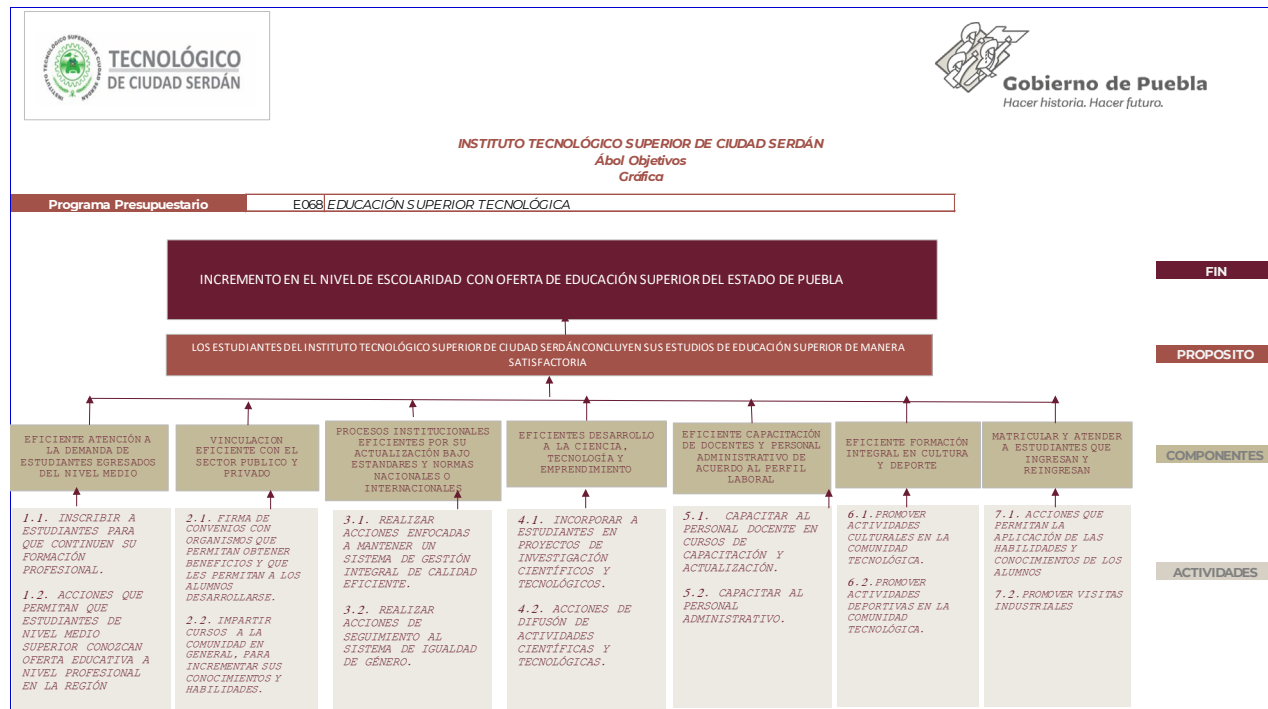 INSTITUTO TECNOLÓGICO SUPERIOR DE CIUDAD SERDÁN
TECNOLÓGICO
DE CIUDAD SERDÁN
Gobierno de Puebla
Hacer historia. Hacer futuro.
INSTITUTO TECNOLÓGICO SUPERIOR DE CIUDAD SERDÁN
Ábol Objetivos
Gráfica
Programa Presupuestario
E068 EDUCACIÓN SUPERIOR TECNOLÓGICA
INCREMENTO EN EL NIVEL DE ESCOLARIDAD CON OFERTA DE EDUCACIÓN SUPERIOR DEL ESTADO DE PUEBLA
FIN
LOS ESTUDIANTES DEL INSTITUTO TECNOLÓGICO SUPERIOR DE CIUDAD SERDÁN CONCLUYEN SUS ESTUDIOS DE EDUCACIÓN SUPERIOR DE MANERA
SATISFACTORIA
PROPOSITO
EFICIENTE ATENCIÓN A
LA DEMANDA DE
ESTUDIANTES EGRESADOS
DEL NIVEL MEDIO
VINCULACION
EFICIENTE CON EL
SECTOR PUBLICO Y
PRIVADO
PROCESOS INSTITUCIONALES
EFICIENTES POR SU
ACTUALIZACIÓN BAJO
ESTANDARES Y NORMAS
NACIONALES O
INTERNACIONALES
EFICIENTES DESARROLLO
A LA CIENCIA,
TECNOLOGÍA Y
EMPRENDIMIENTO
EFICIENTE CAPACITACIÓN
DE DOCENTES Y PERSONAL
ADMINISTRATIVO DE
ACUERDO AL PERFIL
LABORAL
EFICIENTE FORMACIÓN
INTEGRAL EN CULTURA
Y DEPORTE
MATRICULAR Y ATENDER
A ESTUDIANTES QUE
INGRESAN Y
REINGRESAN
COMPONENTES
1.1. INSCRIBIR A
ESTUDIANTES PARA
QUE CONTINUEN SU
FORMACIÓN
PROFESIONAL.
1.2. ACCIONES QUE
PERMITAN QUE
ESTUDIANTES DE
NIVEL MEDIO
SUPERIOR CONOZCAN
OFERTA EDUCATIVA A
NIVEL PROFESIONAL
EN LA REGIÓN
2.1. FIRMA DE
CONVENIOS CON
ORGANISMOS QUE
PERMITAN OBTENER
BENEFICIOS Y QUE
LES PERMITAN A LOS
ALUMNOS
DESARROLLARSE.
2.2. IMPARTIR
CURSOS A LA
COMUNIDAD EN
GENERAL, PARA
INCREMENTAR SUS
CONOCIMIENTOS Y
HABILIDADES.
3.1. REALIZAR
ACCIONES ENFOCADAS
A MANTENER UN
SISTEMA DE GESTIÓN
INTEGRAL DE CALIDAD
EFICIENTE.
3.2. REALIZAR
ACCIONES DE
SEGUIMIENTO AL
SISTEMA DE IGUALDAD
DE GÉNERO.
4.1. INCORPORAR A
ESTUDIANTES EN
PROYECTOS DE
INVESTIGACIÓN
CIENTÍFICOS Y
TECNOLÓGICOS.
4.2. ACCIONES DE
DIFUSÓN DE
ACTIVIDADES
CIENTÍFICAS Y
TECNOLÓGICAS.
5.1. CAPACITAR AL
PERSONAL DOCENTE EN
CURSOS DE
CAPACITACIÓN Y
ACTUALIZACIÓN.
5.2. CAPACITAR AL
PERSONAL
ADMINISTRATIVO.
6.1.PROMOVER
ACTIVIDADES
CULTURALES EN LA
COMUNIDAD
TECNOLÓGICA.
6.2.PROMOVER
ACTIVIDADES
DEPORTIVAS EN LA
COMUNIDAD
TECNOLÓGICA.
7.1. ACCIONES QUE
PERMITAN LA
APLICACIÓN DE LAS
HABILIDADES Y
CONOCIMIENTOS DE LOS
ALUMNOS
7.2.PROMOVER VISITAS
INDUSTRIALES
ACTIVIDADES